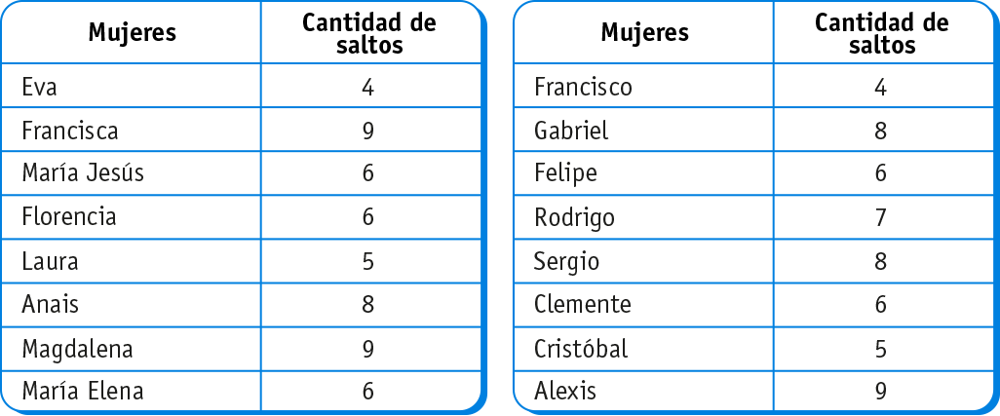 Mujeres Cantidad de
saltos
Eva 4
Francisca 9
María Jesús 6
Florencia 6
Laura 5
Anais 8
Magdalena 9
María Elena 6
Mujeres Cantidad de
saltos
Francisco 4
Gabriel 8
Felipe 6
Rodrigo 7
Sergio 8
Clemente 6
Cristóbal 5
Alexis 9